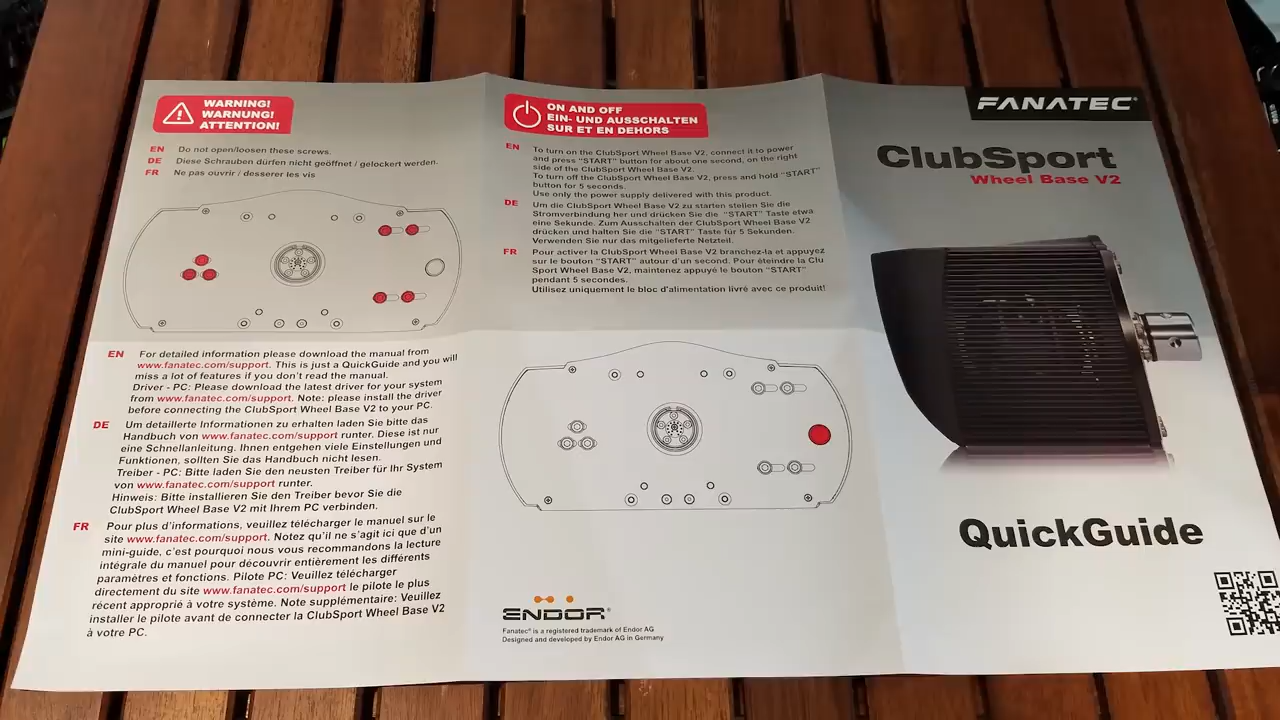 WARNING!
WARNUNG!
ATTENTION!
EN Do not open/loosen these screws.
DE Diese Schrauben dürfen nicht geöffnet / gelockert werden.
FR Ne pas ouvrir / desserer les vis
EN For detailed information please download the manual from
www.fanatec.com/support. This is just a QuickGuide and you will
miss a lot of features if you don't read the manual.
Driver - PC: Please download the latest driver for your system
from www.fanatec.com/support. Note: please install the driver
before connecting the ClubSport Wheel Base V2 to your PC.
DE Um detaillerte Informationen zu erhalten laden Sie bitte das
Handbuch von www.fanatec.com/support runter. Diese ist nur
eine Schnellanleitung. Ihnen entgehen viele Einstellungen und
Funktionen, sollten Sie das Handbuch nicht lesen.
Treiber - PC: Bitte laden Sie den neusten Treiber für Ihr System
von www.fanatec.com/support runter.
Hinweis: Bitte installieren Sie den Treiber bevor Sie die
ClubSport Wheel Base V2 mit Ihrem PC verbinden.
FR Pour plus d'informations, veuillez télécharger le manuel sur le
site www.fanatec.com/support. Notez qu'il ne s'agit ici que d'un
mini-guide, c'est pourquoi nous vous recommandons la lecture
intégrale du manuel pour découvrir entièrement les différents
paramètres et fonctions. Pilote PC: Veuillez télécharger
directement du site www.fanatec.com/support le pilote le plus
récent approprié à votre système. Note supplémentaire: Veuillez
installer le pilote avant de connecter la ClubSport Wheel Base V2
à votre PC.
ON AND OFF
EIN- UND AUSSCHALTEN
SUR ET EN DEHORS
EN To turn on the ClubSport Wheel Base V2, connect it to power
and press "START" button for about one second, on the right
side of the ClubSport Wheel Base V2.
To turn off the ClubSport Wheel Base V2, press and hold "START"
button for 5 seconds.
Use only the power supply delivered with this product.
DE Um die ClubSport Wheel Base V2 zu starten stellen Sie die
Stromverbindung her und drücken Sie die "START" Taste etwa
eine Sekunde. Zum Ausschalten der ClubSport Wheel Base V2
drücken und halten Sie die "START" Taste für 5 Sekunden.
Verwenden Sie nur das mitgelieferte Netzteil.
FR Pour activer la ClubSport Wheel Base V2 branchez-la et appuyez
sur le bouton "START" autour d'un second. Pour éteindre la Clu
Sport Wheel Base V2, maintenez appuyé le bouton "START"
pendant 5 secondes.
Utilisez uniquement le bloc d'alimentation livré avec ce produit!
ENDOR®
Fanatec® is a registered trademark of Endor AG
Designed and developed by Endor AG in Germany
FANATEC®
ClubSport
Wheel Base V2
QuickGuide